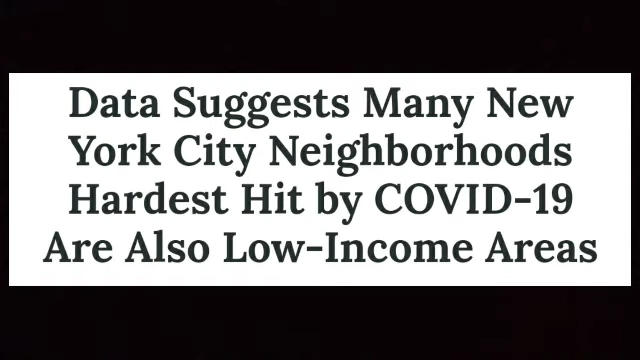 Data Suggests Many New
York City Neighborhoods
Hardest Hit by COVID-19
Are Also Low-Income Areas